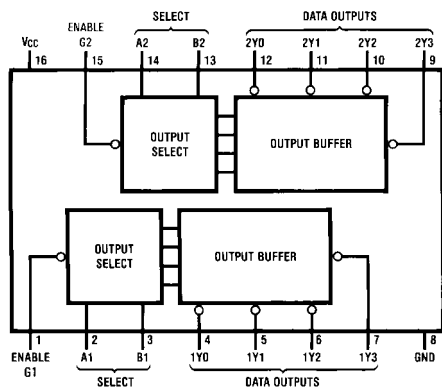 SELECT DATA OUTPUTS
ENABLE
VCC G2 A2 B2 2Y0 2Y1 2Y2 2Y3
16 15 14 13 12 11 10 9
OUTPUT
SELECT
OUTPUT BUFFER
OUTPUT
SELECT
OUTPUT BUFFER
1 2 3 4 5 6 7 8
ENABLE
G1
A1 B1 1Y0 1Y1 1Y2 1Y3 GND
SELECT DATA OUTPUTS